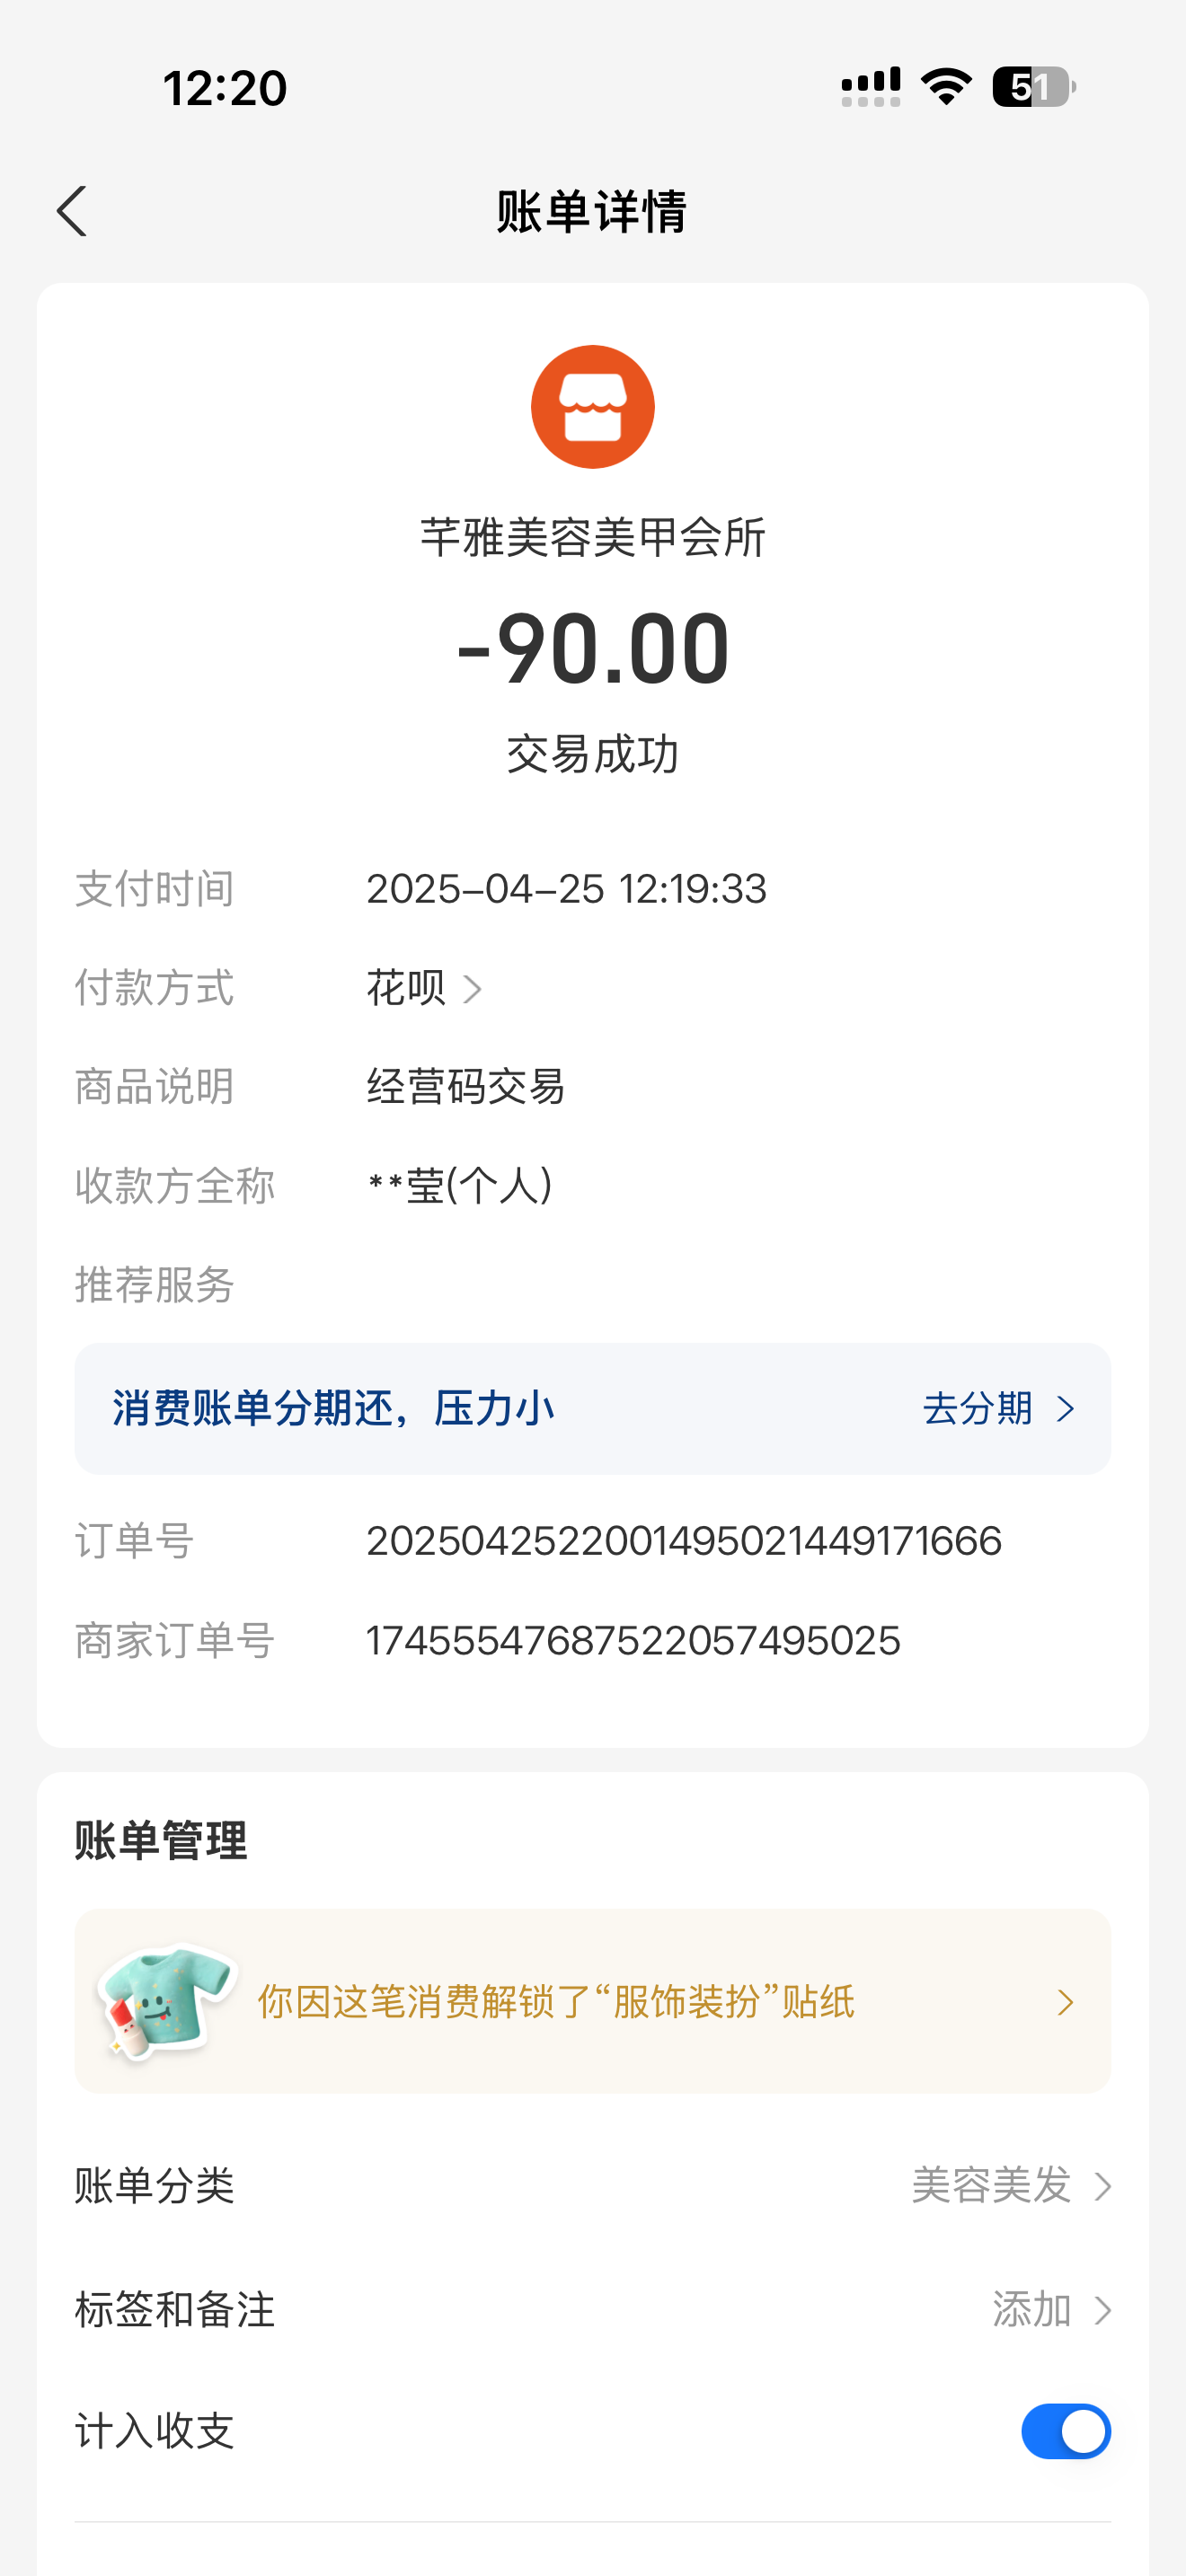 12:20
51
账单详情
芊雅美容美甲会所
-90.00
交易成功
支付时间 2025-04-25 12:19:33
付款方式 花呗
商品说明 经营码交易
收款方全称 **莹(个人)
推荐服务
消费账单分期还，压力小 去分期
订单号 2025042522001495021449171666
商家订单号 17455547687522057495025
账单管理
你因这笔消费解锁了“服饰装扮”贴纸
账单分类 美容美发
标签和备注 添加
计入收支